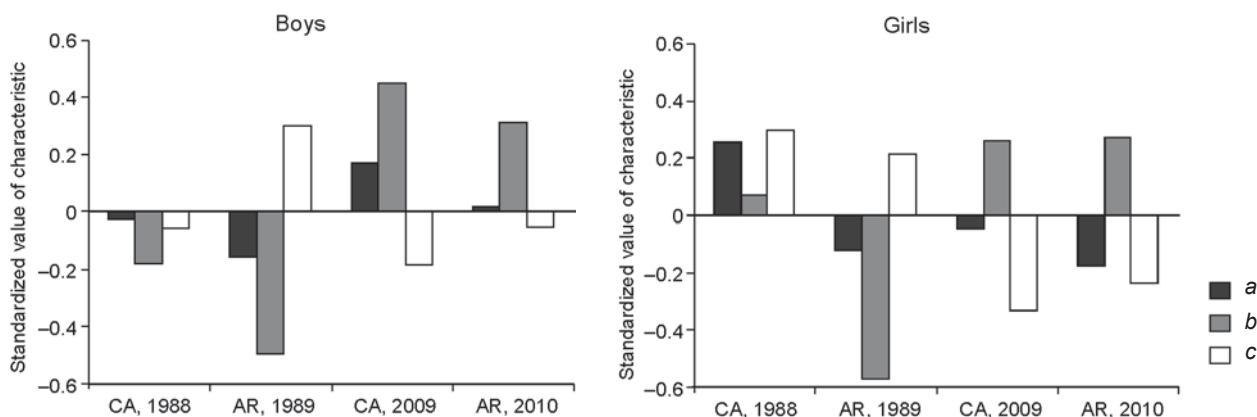 Boys
Standardized value of characteristic
0.6
0.4
0.2
0
–0.2
–0.4
–0.6
CA, 1988 AR, 1989 CA, 2009 AR, 2010
Girls
Standardized value of characteristic
0.6
0.4
0.2
0
–0.2
–0.4
–0.6
CA, 1988 AR, 1989 CA, 2009 AR, 2010
a
b
c